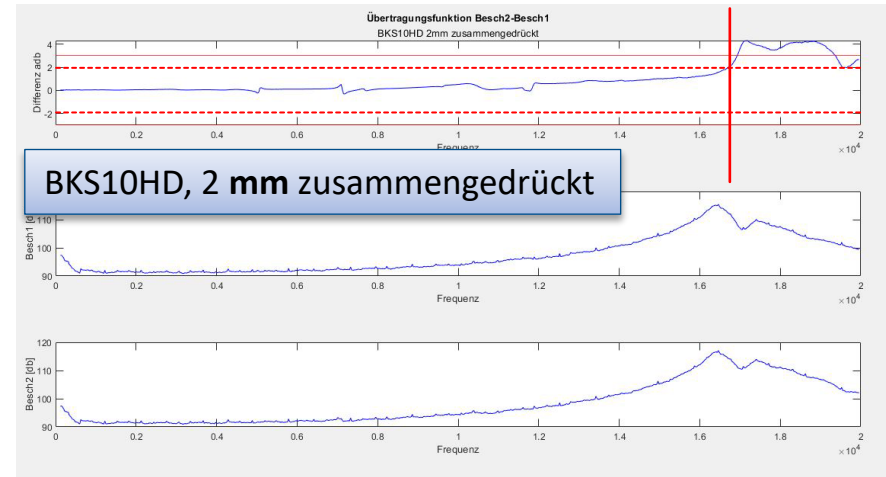 Übertragungsfunktion Besch2-Besch1
BKS10HD 2mm zusammengedrückt
Differenz adb
4
2
0
-2
0 0.2 0.4 0.6 0.8 1 1.2 1.4 1.6 1.8 2
Frequenz
×10⁴
BKS10HD, 2 mm zusammengedrückt
Besch1 [d
110
100
90
0 0.2 0.4 0.6 0.8 1 1.2 1.4 1.6 1.8 2
Frequenz
×10⁴
Besch2 [db]
120
110
100
90
0 0.2 0.4 0.6 0.8 1 1.2 1.4 1.6 1.8 2
Frequenz
×10⁴